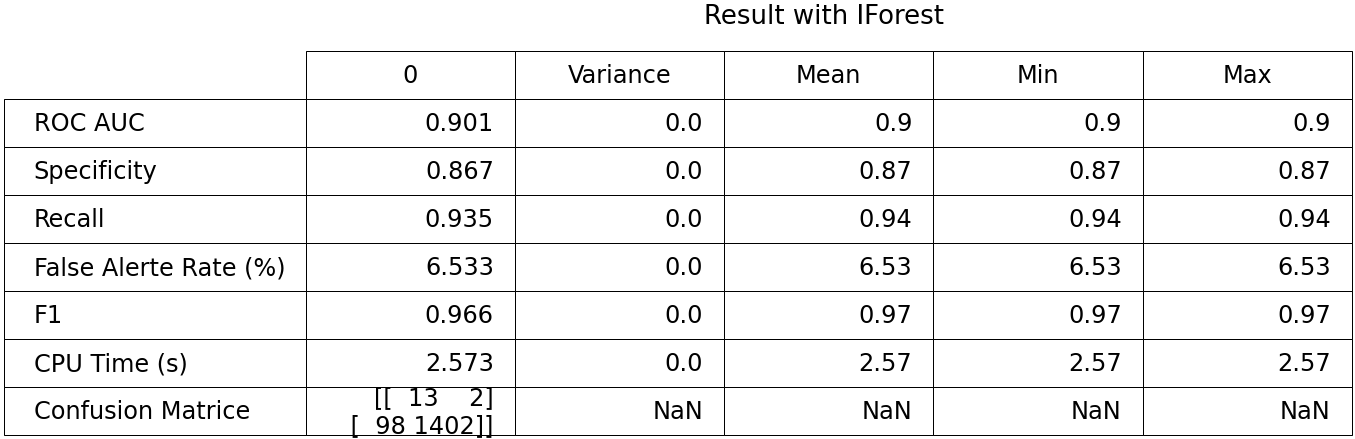 Result with IForest
0 Variance Mean Min Max
ROC AUC 0.901 0.0 0.9 0.9 0.9
Specificity 0.867 0.0 0.87 0.87 0.87
Recall 0.935 0.0 0.94 0.94 0.94
False Alerte Rate (%) 6.533 0.0 6.53 6.53 6.53
F1 0.966 0.0 0.97 0.97 0.97
CPU Time (s) 2.573 0.0 2.57 2.57 2.57
Confusion Matrice [[ 13 2]
[ 98 1402]] NaN NaN NaN NaN